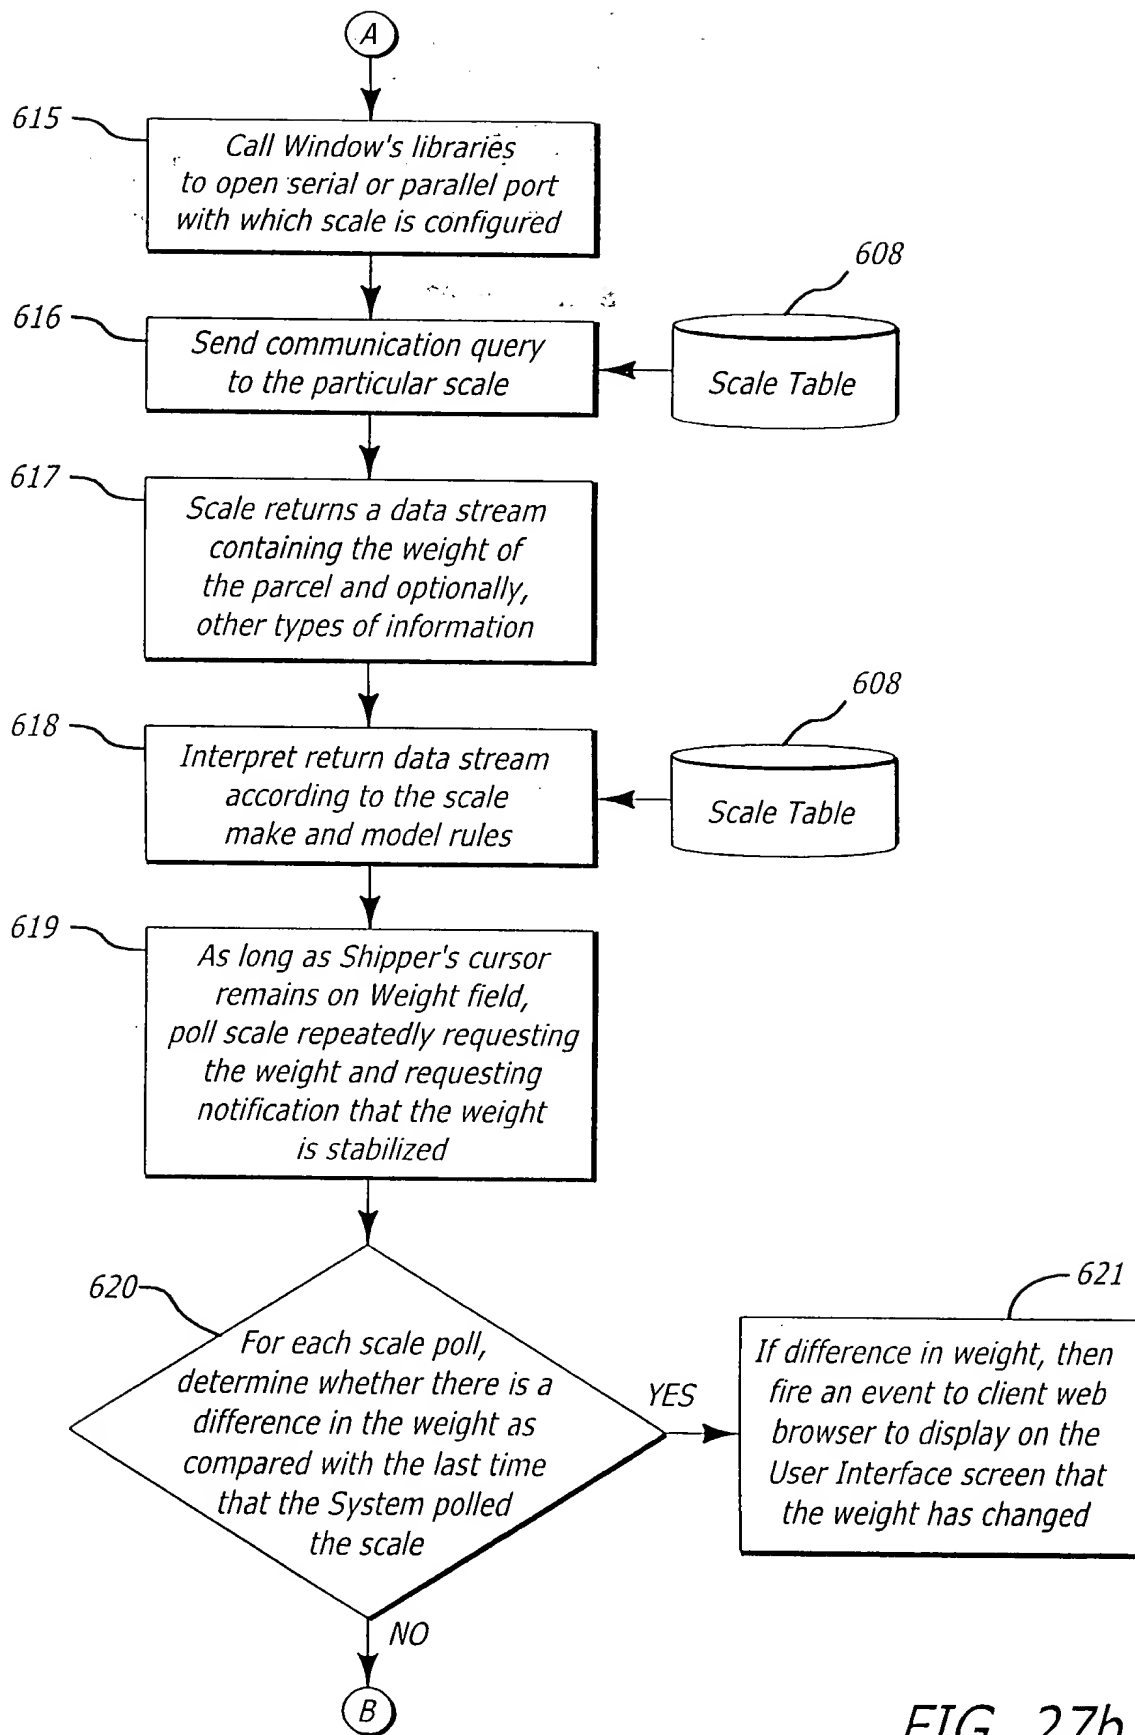 A
615
Call Window's libraries
to open serial or parallel port
with which scale is configured
608
616
Send communication query
to the particular scale
Scale Table
617
Scale returns a data stream
containing the weight of
the parcel and optionally,
other types of information
608
618
Interpret return data stream
according to the scale
make and model rules
Scale Table
619
As long as Shipper's cursor
remains on Weight field,
poll scale repeatedly requesting
the weight and requesting
notification that the weight
is stabilized
620
For each scale poll,
determine whether there is a
difference in the weight as
compared with the last time
that the System polled
the scale
YES
621
If difference in weight, then
fire an event to client web
browser to display on the
User Interface screen that
the weight has changed
NO
B
FIG. 27b